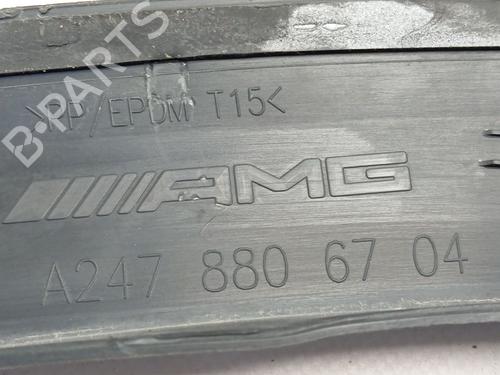 B-PARTS
>PP/EPDM T15<
AMG
A247 880 67 04